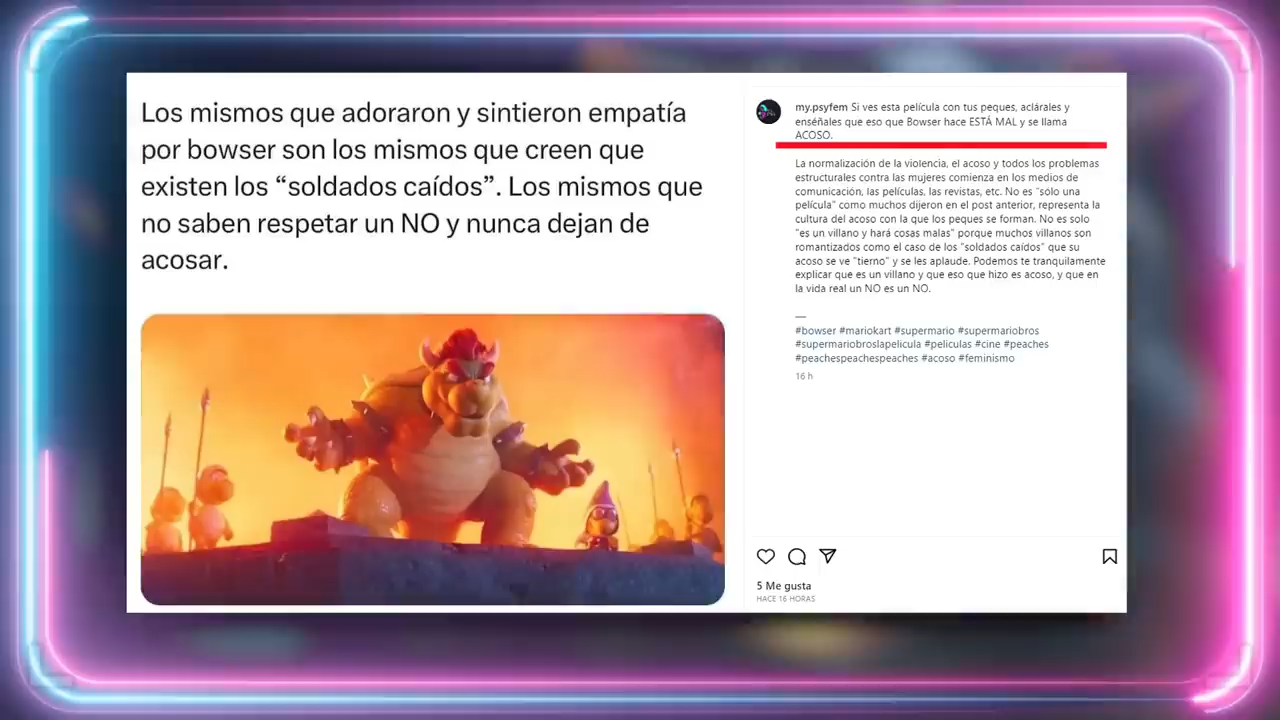 Los mismos que adoraron y sintieron empatía
por bowser son los mismos que creen que
existen los “soldados caídos”. Los mismos que
no saben respetar un NO y nunca dejan de
acosar.
my.psyfem Si ves esta película con tus peques, aclárales y
enséñales que eso que Bowser hace ESTÁ MAL y se llama
ACOSO.
La normalización de la violencia, el acoso y todos los problemas
estructurales contra las mujeres comienza en los medios de
comunicación, las películas, las revistas, etc. No es "sólo una
película" como muchos dijeron en el post anterior, representa la
cultura del acoso con la que los peques se forman. No es solo
"es un villano y hará cosas malas" porque muchos villanos son
romantizados como el caso de los "soldados caídos" que su
acoso se ve "tierno" y se les aplaude. Podemos te tranquilamente
explicar que es un villano y que eso que hizo es acoso, y que en
la vida real un NO es un NO.
—
#bowser #mariokart #supermario #supermariobros
#supermariobroslapelicula #peliculas #cine #peaches
#peachespeachespeaches #acoso #feminismo
16 h
5 Me gusta
HACE 16 HORAS